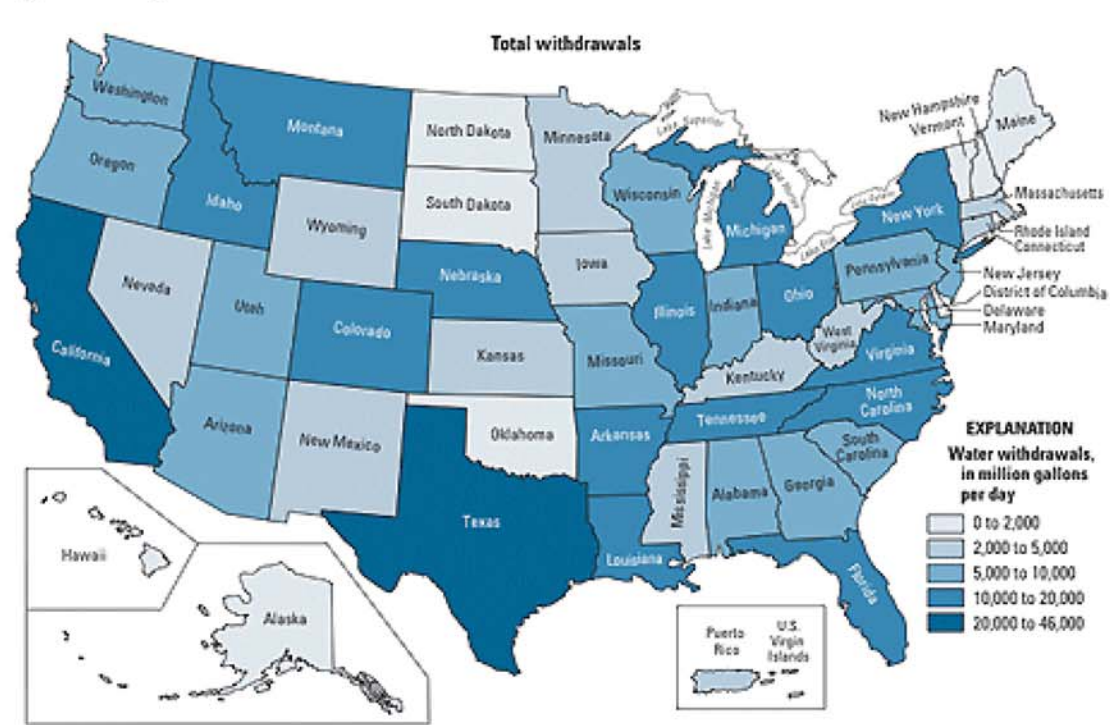 Total withdrawals
Washington
Oregon
California
Nevada
Idaho
Montana
Wyoming
Utah
Arizona
Colorado
New Mexico
North Dakota
South Dakota
Nebraska
Kansas
Oklahoma
Texas
Minnesota
Iowa
Missouri
Arkansas
Louisiana
Wisconsin
Illinois
Michigan
Indiana
Ohio
Kentucky
Tennessee
Mississippi
Alabama
Georgia
Florida
South
Carolina
North
Carolina
Virginia
West
Virginia
Pennsylvania
New York
New Hampshire
Vermont
Maine
Massachusetts
Rhode Island
Connecticut
New Jersey
District of Columbia
Delaware
Maryland
Lake Superior
Lake Michigan
Lake Huron
Lake Erie
Hawaii
Alaska
Puerto
Rico
U.S.
Virgin
Islands
EXPLANATION
Water withdrawals,
in million gallons
per day
0 to 2,000
2,000 to 5,000
5,000 to 10,000
10,000 to 20,000
20,000 to 46,000